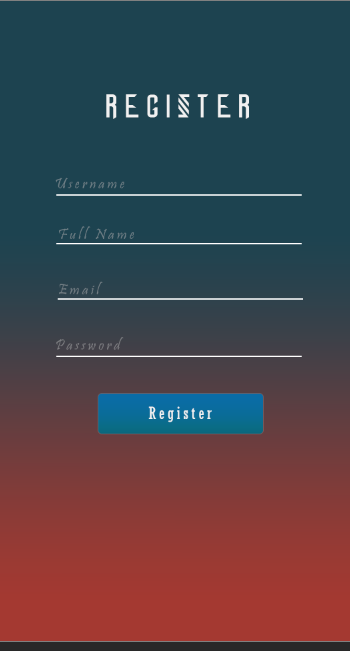 REGISTER
Username
Full Name
Email
Password
Register